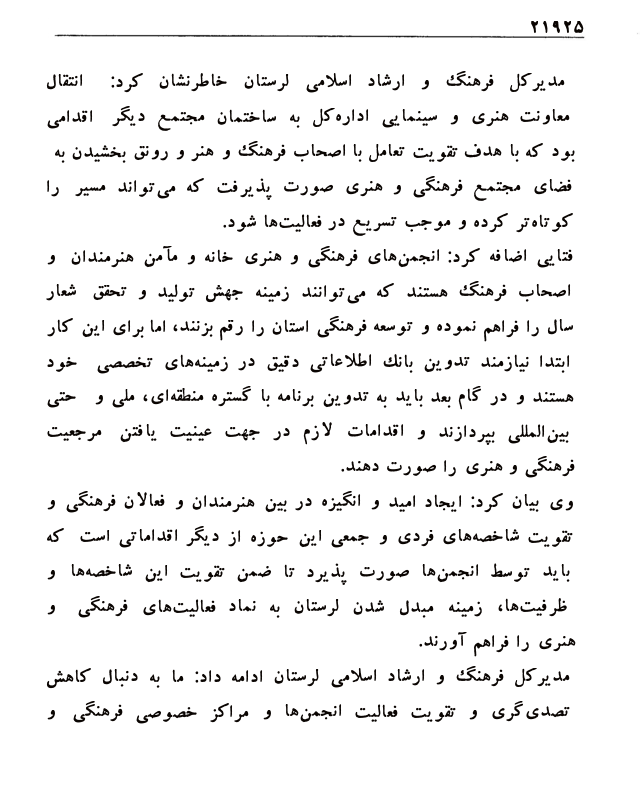 ۲۱۹۲۵
مدیرکل فرهنگ و ارشاد اسلامی لرستان خاطرنشان کرد: انتقال
معاونت هنری و سینمایی اداره‌کل به ساختمان مجتمع دیگر اقدامی
بود که با هدف تقویت تعامل با اصحاب فرهنگ و هنر و رونق بخشیدن به
فضای مجتمع فرهنگی و هنری صورت پذیرفت که می‌تواند مسیر را
کوتاه‌تر کرده و موجب تسریع در فعالیت‌ها شود.
فتایی اضافه کرد: انجمن‌های فرهنگی و هنری خانه و مآمن هنرمندان و
اصحاب فرهنگ هستند که می‌توانند زمینه جهش تولید و تحقق شعار
سال را فراهم نموده و توسعه فرهنگی استان را رقم بزنند، اما برای این کار
ابتدا نیازمند تدوین بانک اطلاعاتی دقیق در زمینه‌های تخصصی خود
هستند و در گام بعد باید به تدوین برنامه با گستره منطقه‌ای، ملی و حتی
بین‌المللی بپردازند و اقدامات لازم در جهت عینیت یافتن مرجعیت
فرهنگی و هنری را صورت دهند.
وی بیان کرد: ایجاد امید و انگیزه در بین هنرمندان و فعالان فرهنگی و
تقویت شاخصه‌های فردی و جمعی این حوزه از دیگر اقداماتی است که
باید توسط انجمن‌ها صورت پذیرد تا ضمن تقویت این شاخصه‌ها و
ظرفیت‌ها، زمینه مبدل شدن لرستان به نماد فعالیت‌های فرهنگی و
هنری را فراهم آورند.
مدیرکل فرهنگ و ارشاد اسلامی لرستان ادامه داد: ما به دنبال کاهش
تصدی‌گری و تقویت فعالیت انجمن‌ها و مراکز خصوصی فرهنگی و